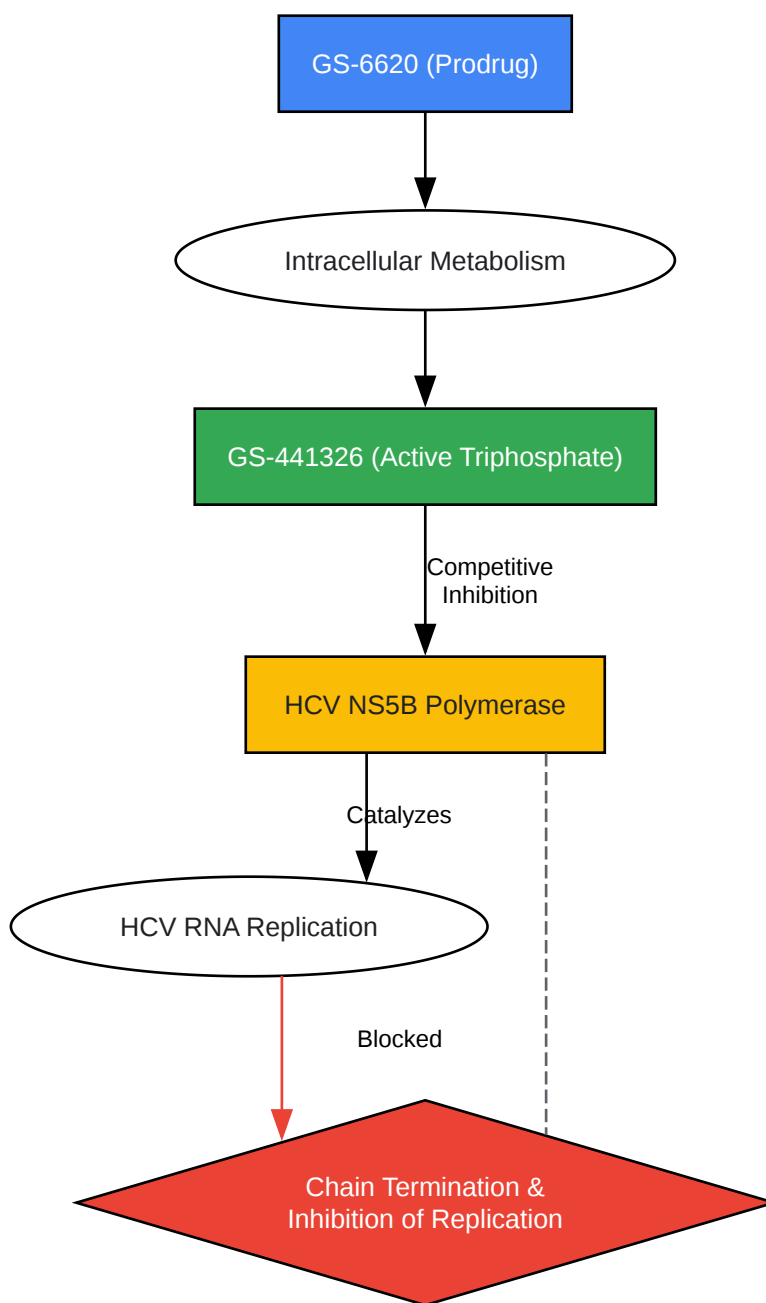 GS-6620 (Prodrug)
Intracellular Metabolism
GS-441326 (Active Triphosphate)
Competitive
Inhibition
HCV NS5B Polymerase
Catalyzes
HCV RNA Replication
Blocked
Chain Termination &
Inhibition of Replication